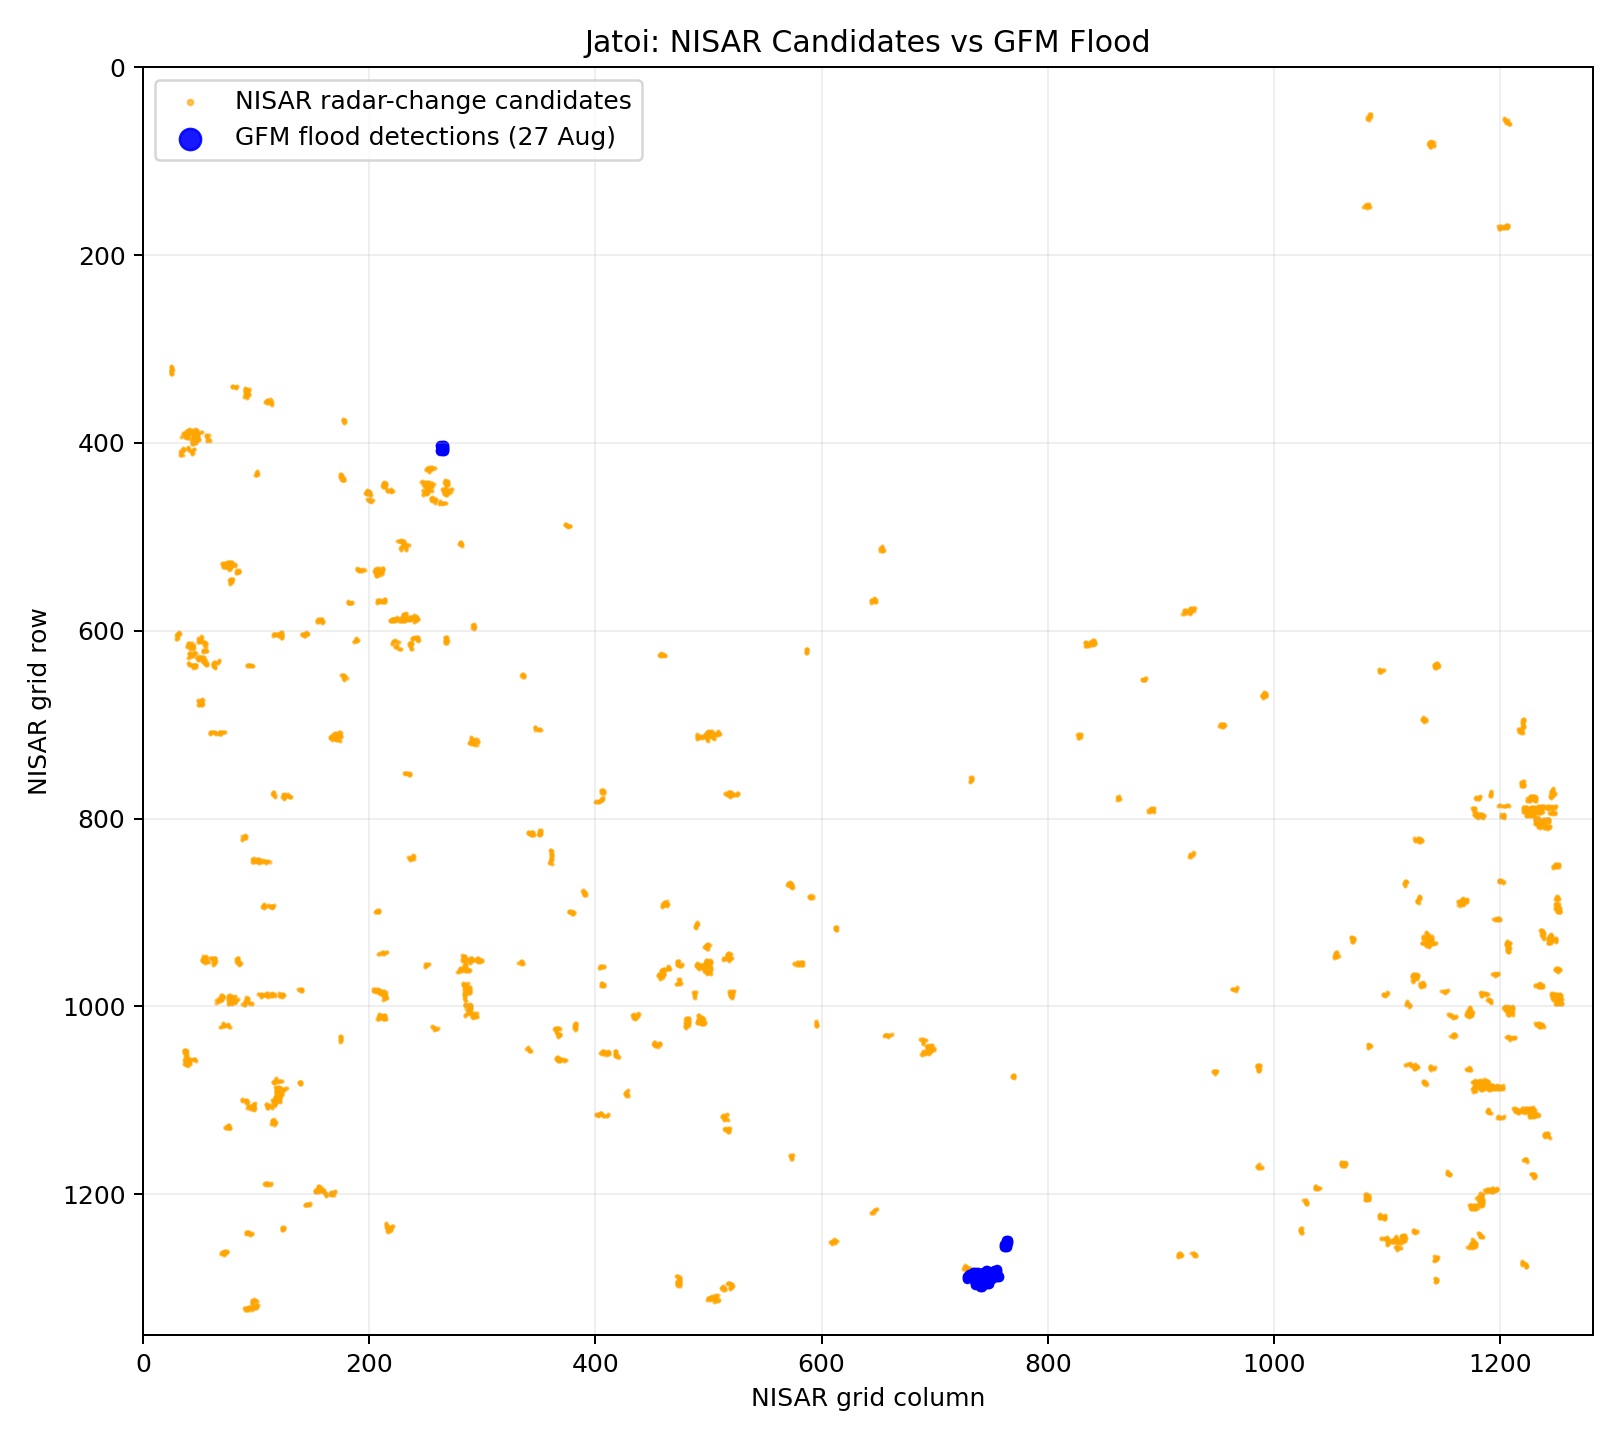 Jatoi: NISAR Candidates vs GFM Flood
NISAR radar-change candidates
GFM flood detections (27 Aug)
NISAR grid row
0
200
400
600
800
1000
1200
0 200 400 600 800 1000 1200
NISAR grid column